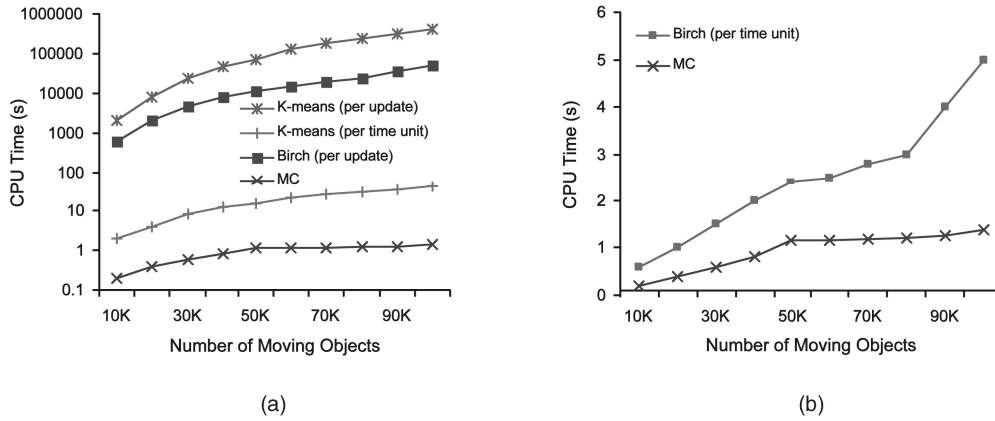 10000000
1000000
100000
10000
1000
100
10
1
0.1
CPU Time (s)
K-means (per update)
K-means (per time unit)
Birch (per update)
MC
10K 30K 50K 70K 90K
Number of Moving Objects
(a)
6
5
4
3
2
1
0
CPU Time (s)
Birch (per time unit)
MC
10K 30K 50K 70K 90K
Number of Moving Objects
(b)